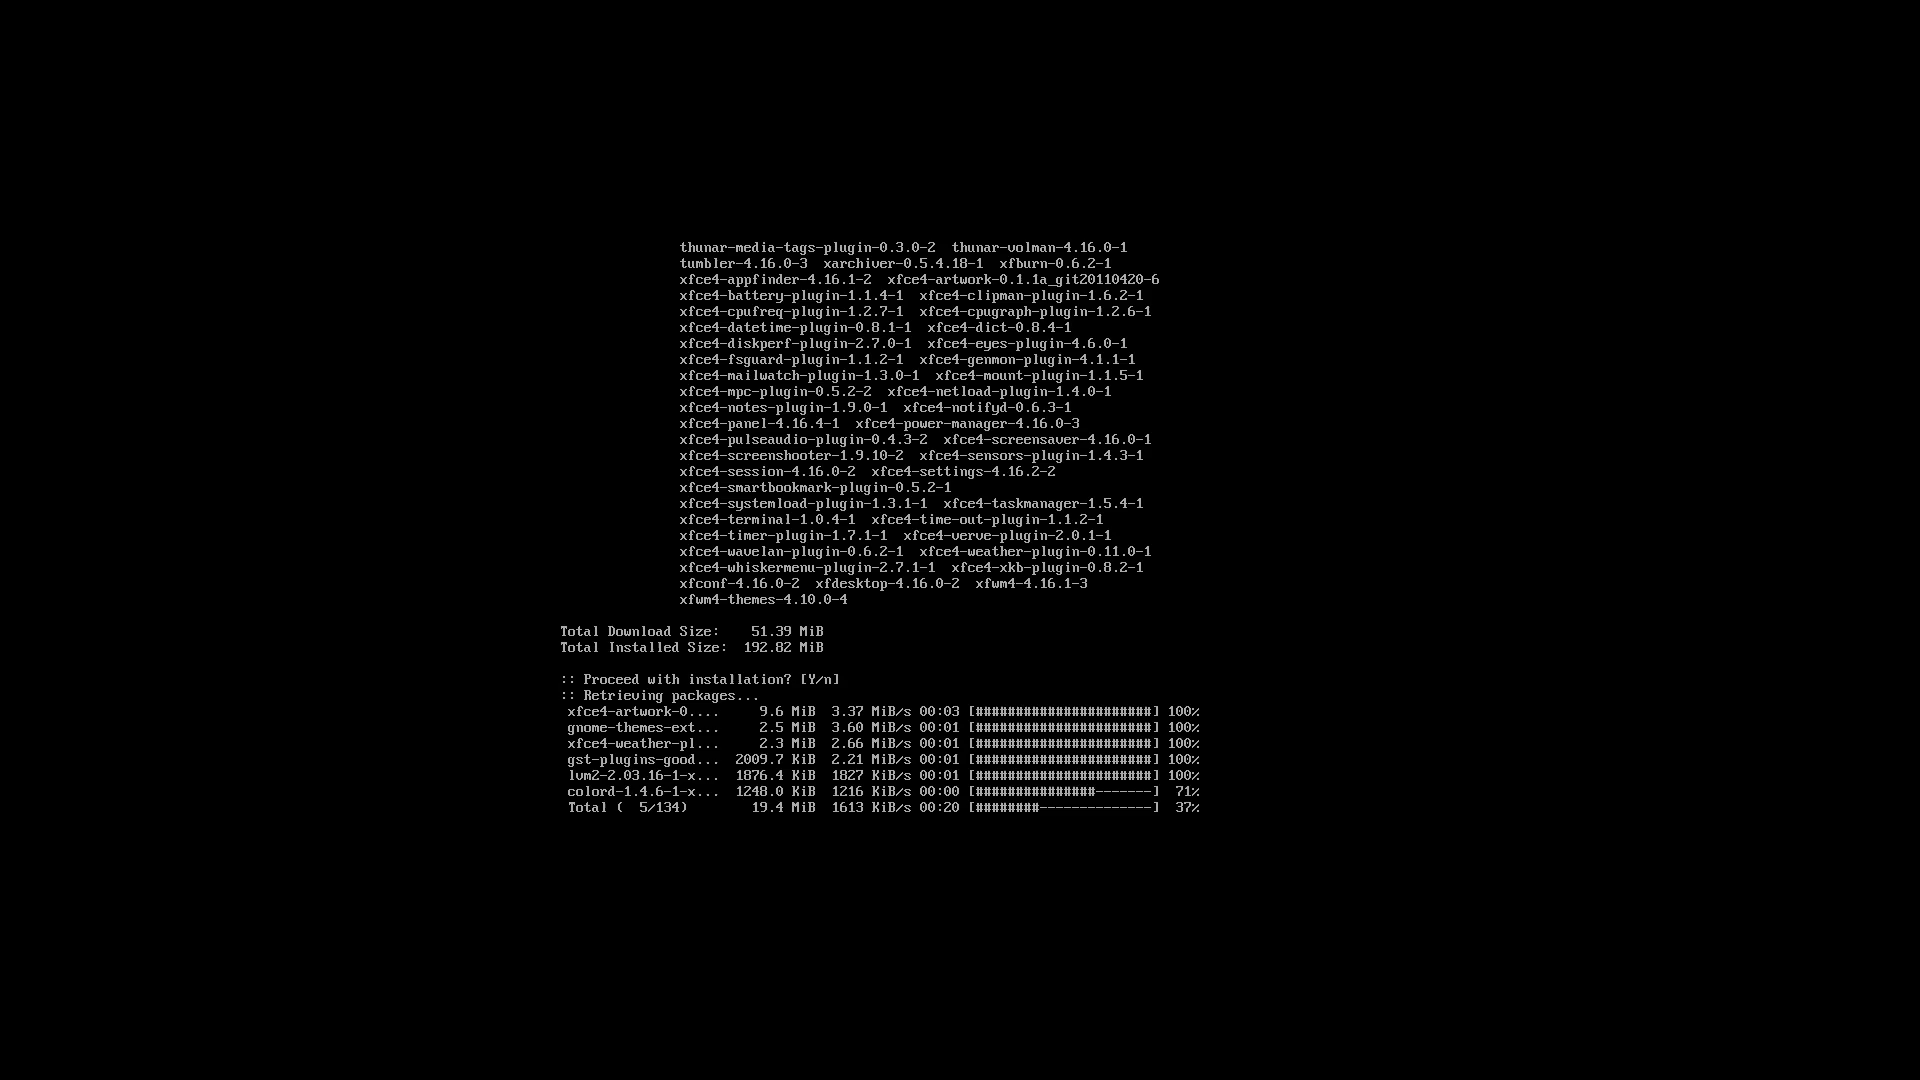 thunar-media-tags-plugin-0.3.0-2  thunar-volman-4.16.0-1
tumbler-4.16.0-3  xarchiver-0.5.4.18-1  xfburn-0.6.2-1
xfce4-appfinder-4.16.1-2  xfce4-artwork-0.1.1a_git20110420-6
xfce4-battery-plugin-1.1.4-1  xfce4-clipman-plugin-1.6.2-1
xfce4-cpufreq-plugin-1.2.7-1  xfce4-cpugraph-plugin-1.2.6-1
xfce4-datetime-plugin-0.8.1-1  xfce4-dict-0.8.4-1
xfce4-diskperf-plugin-2.7.0-1  xfce4-eyes-plugin-4.6.0-1
xfce4-fsguard-plugin-1.1.2-1  xfce4-genmon-plugin-4.1.1-1
xfce4-mailwatch-plugin-1.3.0-1  xfce4-mount-plugin-1.1.5-1
xfce4-mpc-plugin-0.5.2-2  xfce4-netload-plugin-1.4.0-1
xfce4-notes-plugin-1.9.0-1  xfce4-notifyd-0.6.3-1
xfce4-panel-4.16.4-1  xfce4-power-manager-4.16.0-3
xfce4-pulseaudio-plugin-0.4.3-2  xfce4-screensaver-4.16.0-1
xfce4-screenshooter-1.9.10-2  xfce4-sensors-plugin-1.4.3-1
xfce4-session-4.16.0-2  xfce4-settings-4.16.2-2
xfce4-smartbookmark-plugin-0.5.2-1
xfce4-systemload-plugin-1.3.1-1  xfce4-taskmanager-1.5.4-1
xfce4-terminal-1.0.4-1  xfce4-time-out-plugin-1.1.2-1
xfce4-timer-plugin-1.7.1-1  xfce4-verve-plugin-2.0.1-1
xfce4-wavelan-plugin-0.6.2-1  xfce4-weather-plugin-0.11.0-1
xfce4-whiskermenu-plugin-2.7.1-1  xfce4-xkb-plugin-0.8.2-1
xfconf-4.16.0-2  xfdesktop-4.16.0-2  xfwm4-4.16.1-3
xfwm4-themes-4.10.0-4
Total Download Size:    51.39 MiB
Total Installed Size:  192.82 MiB
:: Proceed with installation? [Y/n]
:: Retrieving packages...
xfce4-artwork-0....     9.6 MiB  3.37 MiB/s 00:03 [######################] 100%
gnome-themes-ext...     2.5 MiB  3.60 MiB/s 00:01 [######################] 100%
xfce4-weather-pl...     2.3 MiB  2.66 MiB/s 00:01 [######################] 100%
gst-plugins-good...  2009.7 KiB  2.21 MiB/s 00:01 [######################] 100%
lvm2-2.03.16-1-x...  1876.4 KiB  1827 KiB/s 00:01 [######################] 100%
colord-1.4.6-1-x...  1248.0 KiB  1216 KiB/s 00:00 [###############-------]  71%
Total (  5/134)        19.4 MiB  1613 KiB/s 00:20 [########--------------]  37%